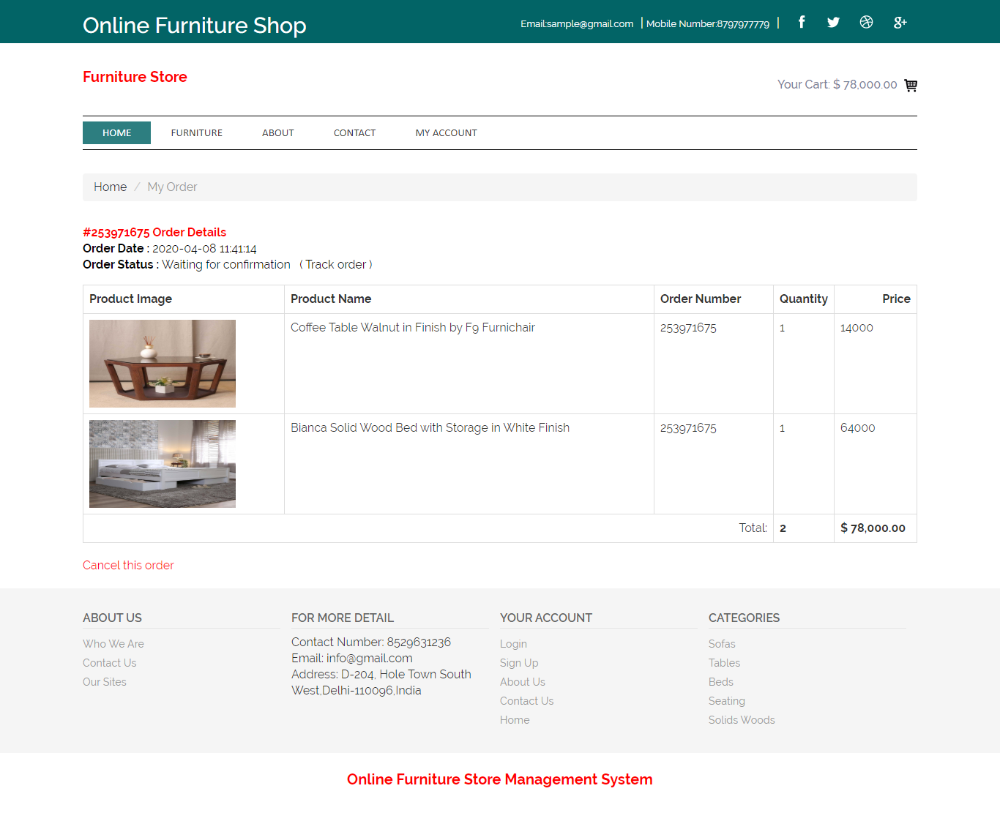 Online Furniture Shop
Email:sample@gmail.com | Mobile Number:8797977779 |
Furniture Store
Your Cart: $ 78,000.00
HOME FURNITURE ABOUT CONTACT MY ACCOUNT
Home / My Order
#253971675 Order Details
Order Date : 2020-04-08 11:41:14
Order Status : Waiting for confirmation ( Track order )
Product Image Product Name Order Number Quantity Price
Coffee Table Walnut in Finish by F9 Furnichair 253971675 1 14000
Bianca Solid Wood Bed with Storage in White Finish 253971675 1 64000
Total: 2 $ 78,000.00
Cancel this order
ABOUT US
Who We Are
Contact Us
Our Sites
FOR MORE DETAIL
Contact Number: 8529631236
Email: info@gmail.com
Address: D-204, Hole Town South
West,Delhi-110096,India
YOUR ACCOUNT
Login
Sign Up
About Us
Contact Us
Home
CATEGORIES
Sofas
Tables
Beds
Seating
Solids Woods
Online Furniture Store Management System